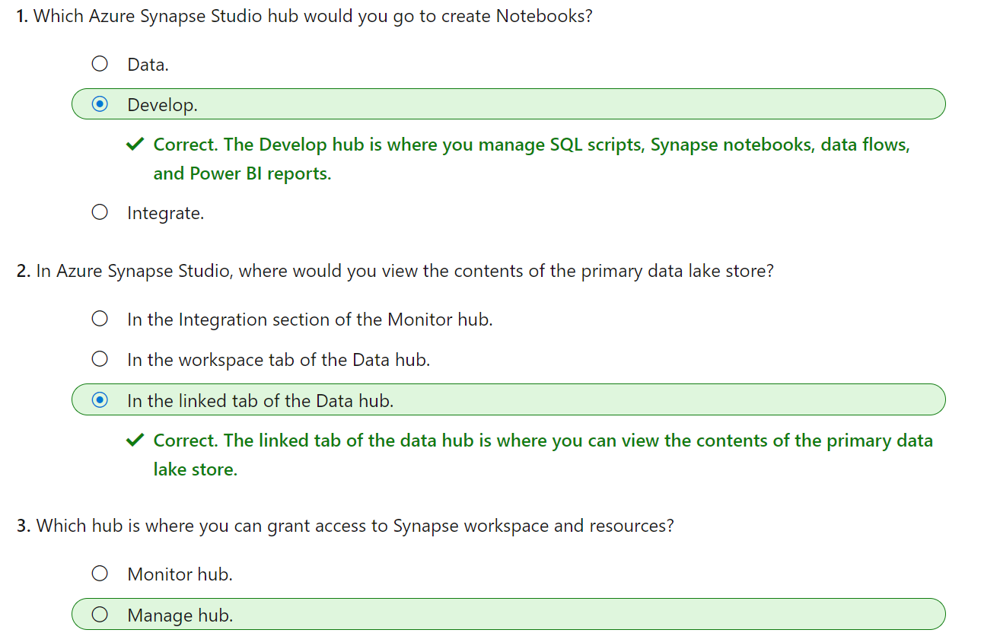 1. Which Azure Synapse Studio hub would you go to create Notebooks?
Data.
Develop.
Correct. The Develop hub is where you manage SQL scripts, Synapse notebooks, data flows,
and Power BI reports.
Integrate.
2. In Azure Synapse Studio, where would you view the contents of the primary data lake store?
In the Integration section of the Monitor hub.
In the workspace tab of the Data hub.
In the linked tab of the Data hub.
Correct. The linked tab of the data hub is where you can view the contents of the primary data
lake store.
3. Which hub is where you can grant access to Synapse workspace and resources?
Monitor hub.
Manage hub.